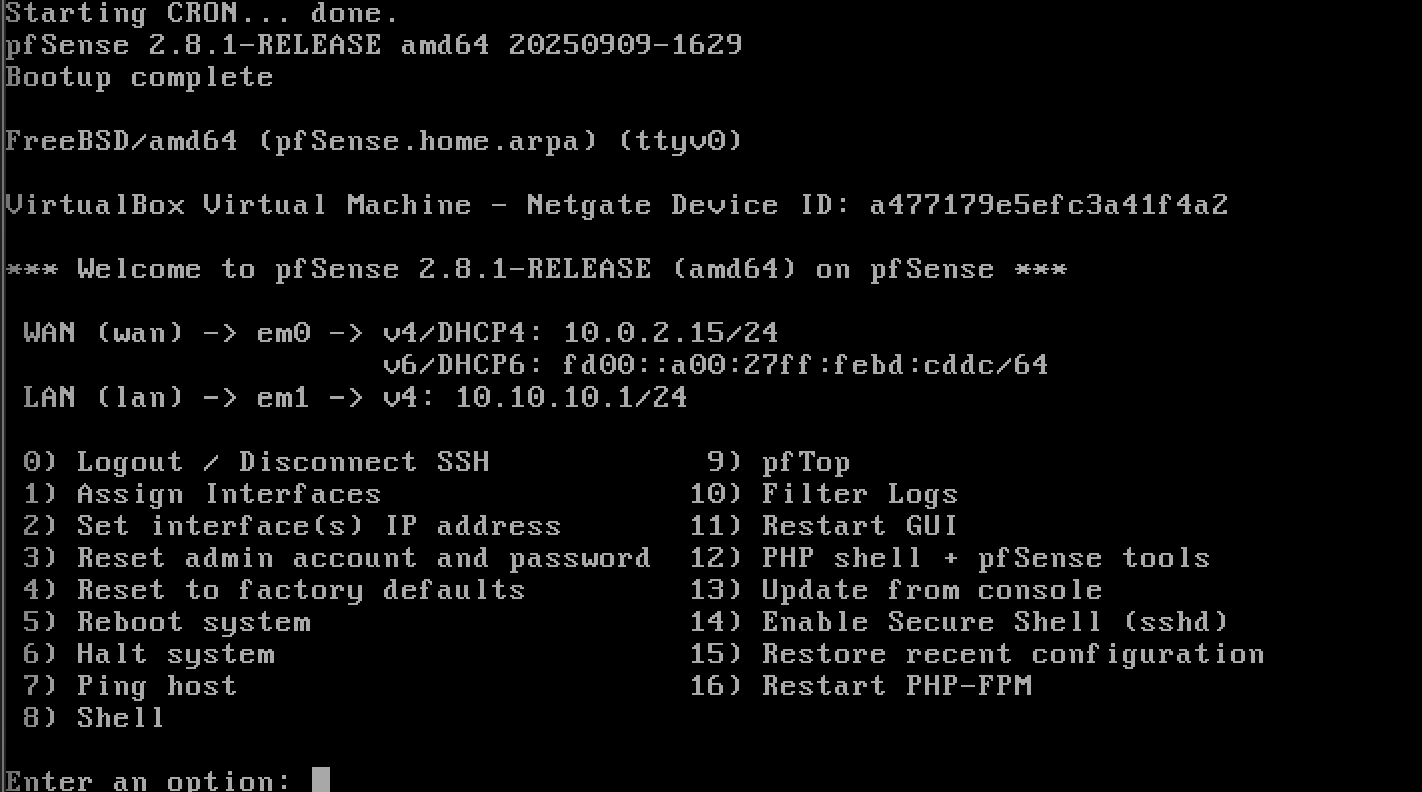 Starting CRON... done.
pfSense 2.8.1-RELEASE amd64 20250909-1629
Bootup complete
FreeBSD/amd64 (pfSense.home.arpa) (ttyv0)
VirtualBox Virtual Machine - Netgate Device ID: a477179e5efc3a41f4a2
*** Welcome to pfSense 2.8.1-RELEASE (amd64) on pfSense ***
WAN (wan) -> em0 -> v4/DHCP4: 10.0.2.15/24
v6/DHCP6: fd00::a00:27ff:febd:cddc/64
LAN (lan) -> em1 -> v4: 10.10.10.1/24
0) Logout / Disconnect SSH 9) pfTop
1) Assign Interfaces 10) Filter Logs
2) Set interface(s) IP address 11) Restart GUI
3) Reset admin account and password 12) PHP shell + pfSense tools
4) Reset to factory defaults 13) Update from console
5) Reboot system 14) Enable Secure Shell (sshd)
6) Halt system 15) Restore recent configuration
7) Ping host 16) Restart PHP-FPM
8) Shell
Enter an option: